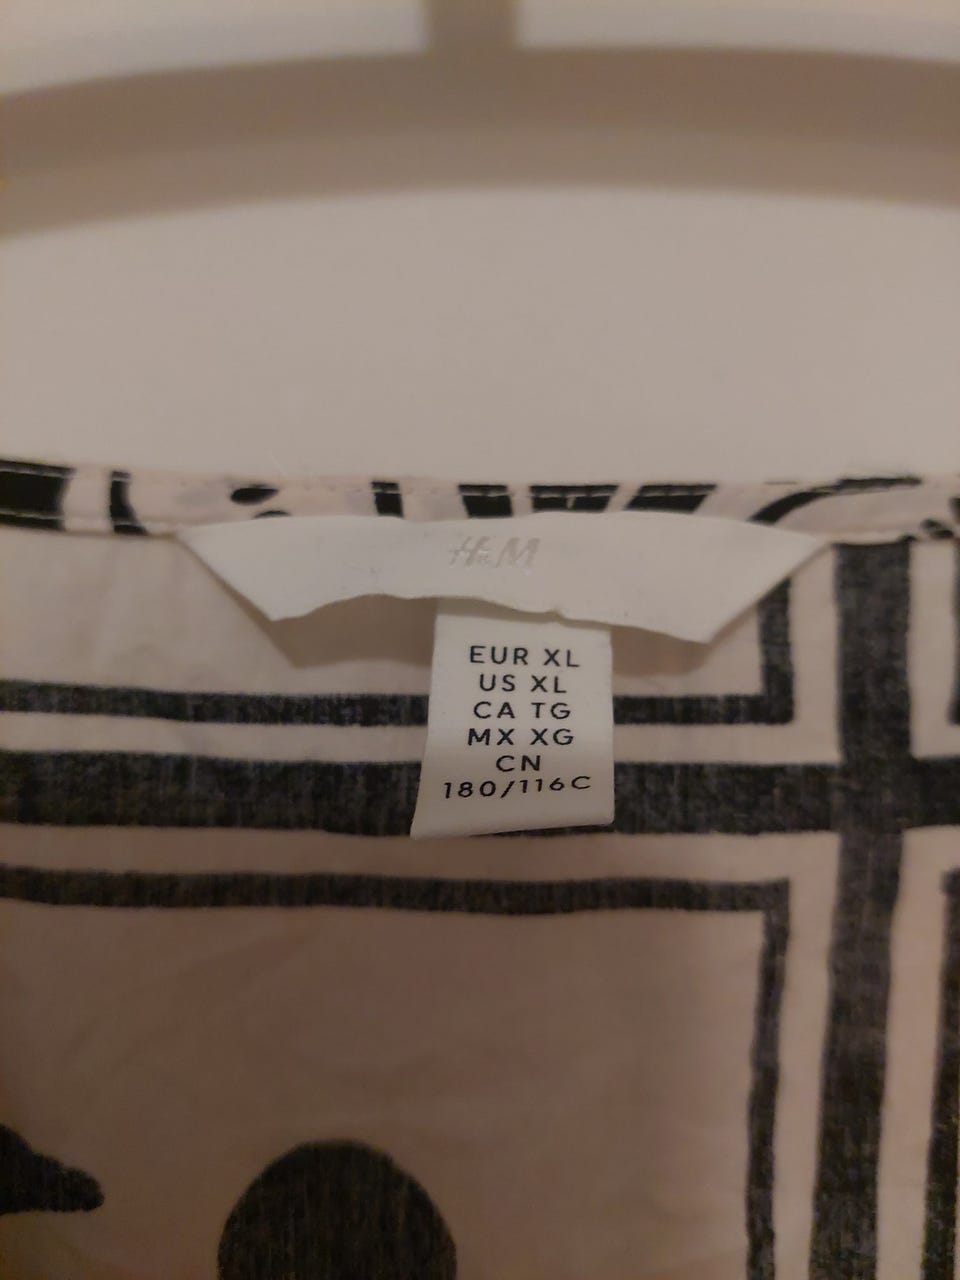 H&M
EUR XL
US XL
CA TG
MX XG
CN
180/116C